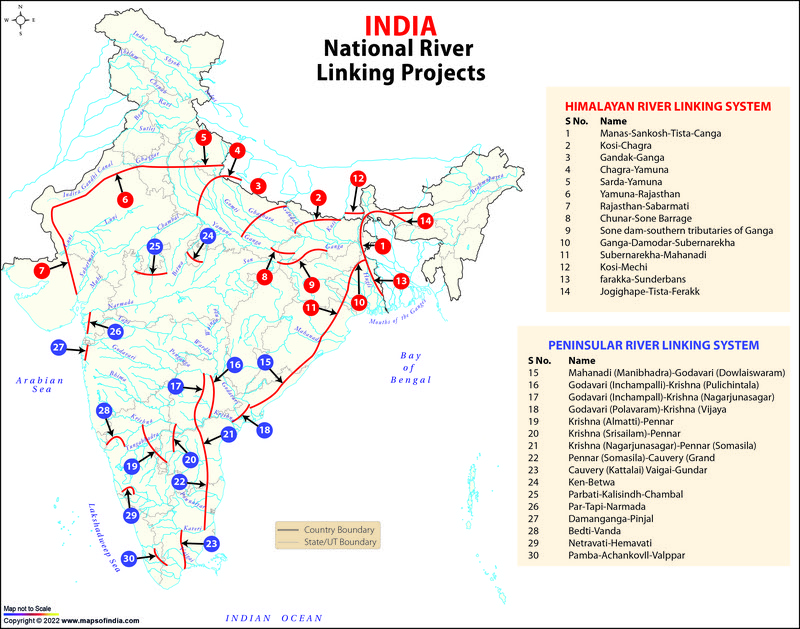 N
W
E
S
INDIA
National River
Linking Projects
HIMALAYAN RIVER LINKING SYSTEM
S No. Name
1 Manas-Sankosh-Tista-Canga
2 Kosi-Chagra
3 Gandak-Ganga
4 Chagra-Yamuna
5 Sarda-Yamuna
6 Yamuna-Rajasthan
7 Rajasthan-Sabarmati
8 Chunar-Sone Barrage
9 Sone dam-southern tributaries of Ganga
10 Ganga-Damodar-Subernarekha
11 Subernarekha-Mahanadi
12 Kosi-Mechi
13 farakka-Sunderbans
14 Jogighape-Tista-Ferakk
PENINSULAR RIVER LINKING SYSTEM
S No. Name
15 Mahanadi (Manibhadra)-Godavari (Dowlaiswaram)
16 Godavari (Inchampalli)-Krishna (Pulichintala)
17 Godavari (Inchampall)-Krishna (Nagarjunasagar)
18 Godavari (Polavaram)-Krishna (Vijaya
19 Krishna (Almatti)-Pennar
20 Krishna (Srisailam)-Pennar
21 Krishna (Nagarjunasagar)-Pennar (Somasila)
22 Pennar (Somasila)-Cauvery (Grand
23 Cauvery (Kattalai) Vaigai-Gundar
24 Ken-Betwa
25 Parbati-Kalisindh-Chambal
26 Par-Tapi-Narmada
27 Damanganga-Pinjal
28 Bedti-Vanda
29 Netravati-Hemavati
30 Pamba-Achankovll-Valppar
Indus
Shyok
Jhelam
Chenab
Ravi
Satlej
Ghaggar
Indira Gandhi Canal
5
4
6
3
2
12
14
Brahmaputra
Luni
Chambal
Yamuna
Gomti
Ghaghara
Gandak
Kosi
Ganga
Ganga
25
24
Betwa
Son
8
9
1
13
10
7
Luni
Sabarmati
Mahi
Narmada
Tapi
26
27
Godavari
Bhima
Penganga
Wardha
Wainganga
Mahanadi
11
Hugli
Mouths of the Ganges
Arabian
Sea
Bay
of
Bengal
15
16
17
Godavari
Krishna
18
28
Krishna
Tungabhadra
19
20
21
22
29
Kaveri
23
30
Lakshadweep Sea
Country Boundary
State/UT Boundary
Map not to Scale
Copyright © 2022 www.mapsofindia.com
INDIAN OCEAN